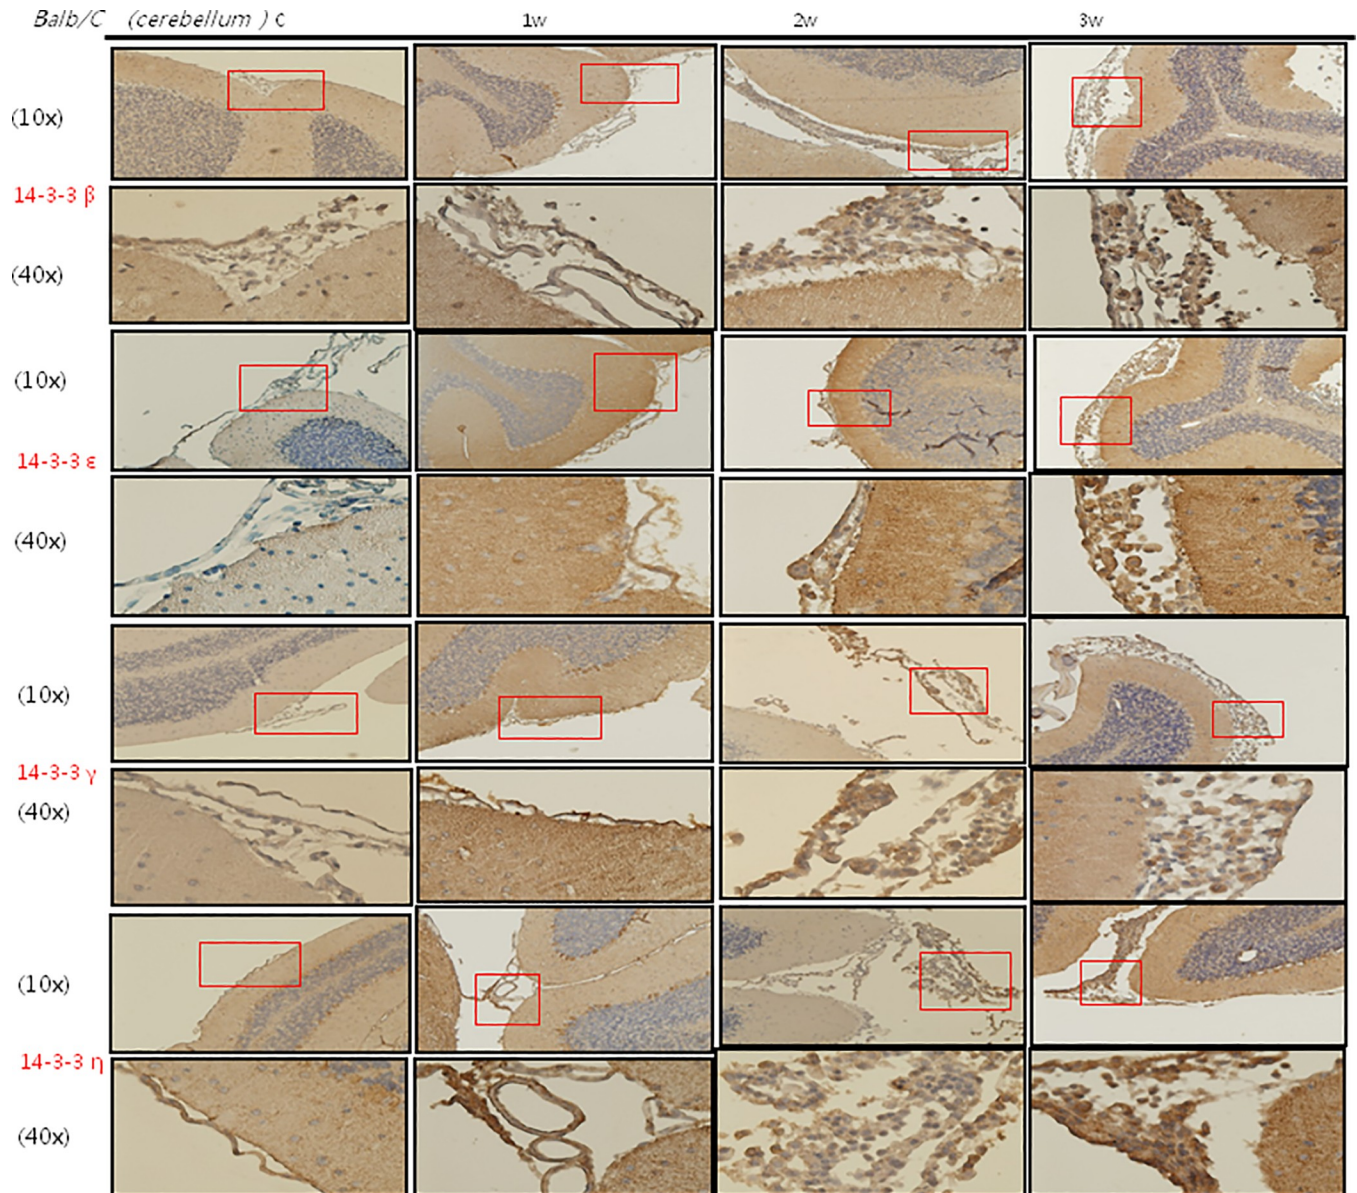 Balb/C (cerebellum) C 1w 2w 3w
(10x)
14-3-3 β
(40x)
(10x)
14-3-3 ε
(40x)
(10x)
14-3-3 γ
(40x)
(10x)
14-3-3 η
(40x)